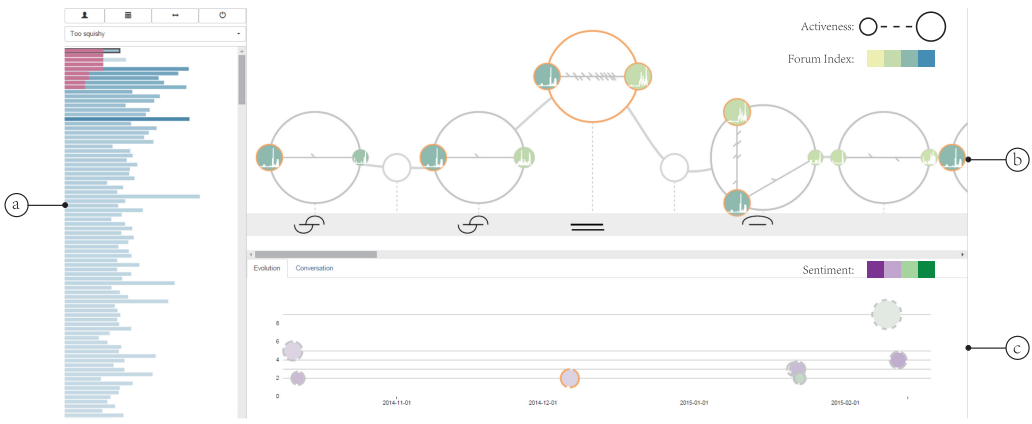 Too squishy
Activeness:
Forum Index:
a
b
Evolution
Conversation
Sentiment:
6
4
2
0
2014-11-01
2014-12-01
2015-01-01
2015-02-01
c